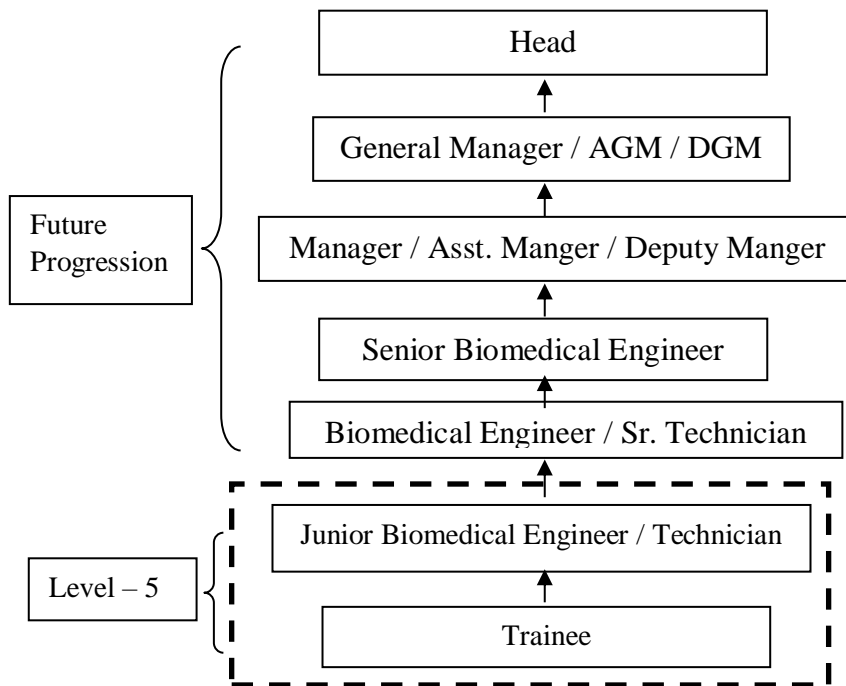 Head
General Manager / AGM / DGM
Future
Progression
Manager / Asst. Manger / Deputy Manger
Senior Biomedical Engineer
Biomedical Engineer / Sr. Technician
Junior Biomedical Engineer / Technician
Level – 5
Trainee